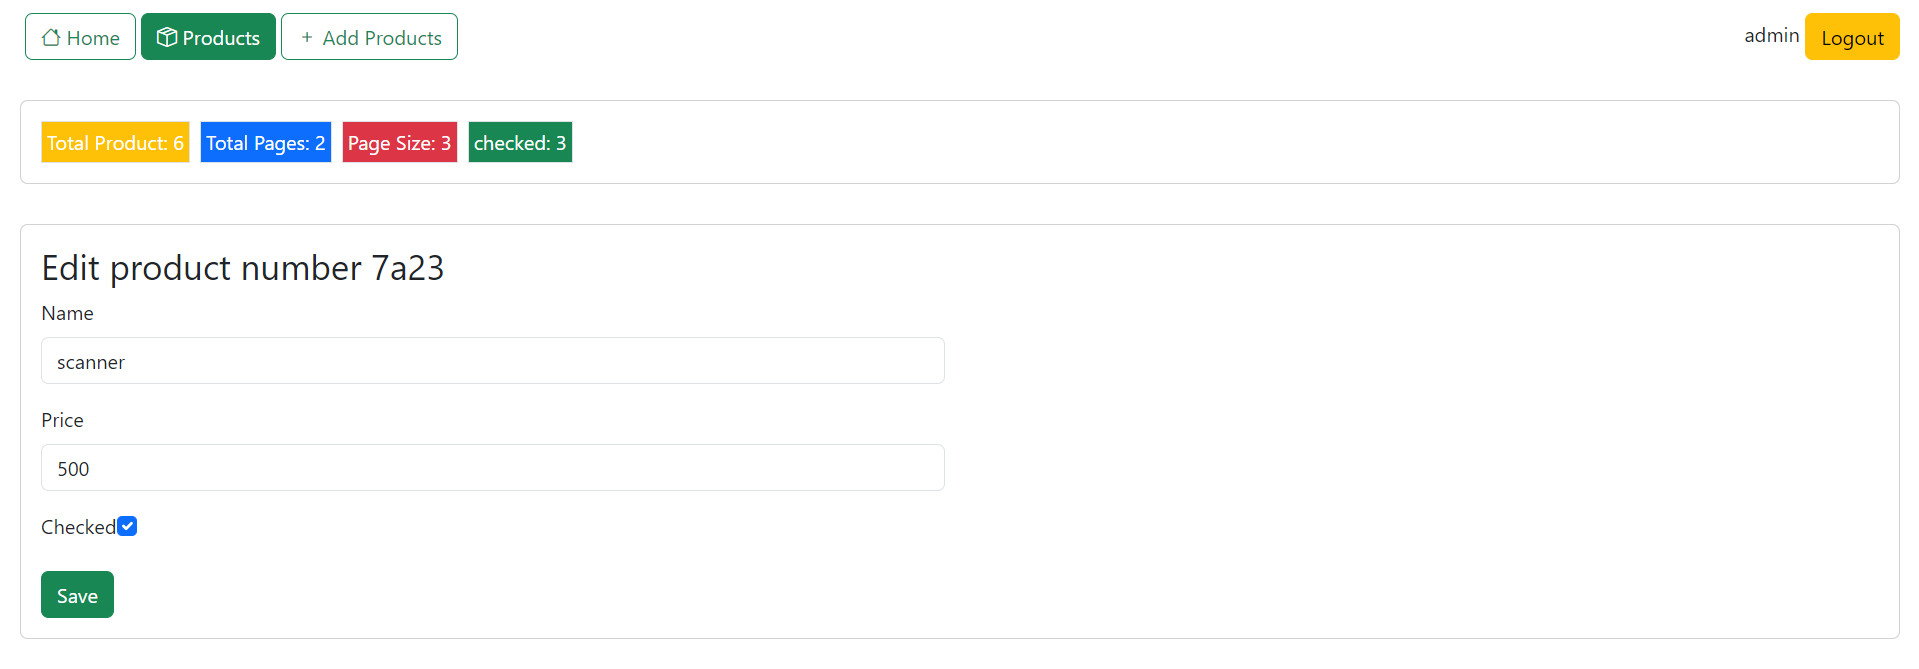 Home Products + Add Products admin Logout
Total Product: 6 Total Pages: 2 Page Size: 3 checked: 3
Edit product number 7a23
Name
scanner
Price
500
Checked
Save